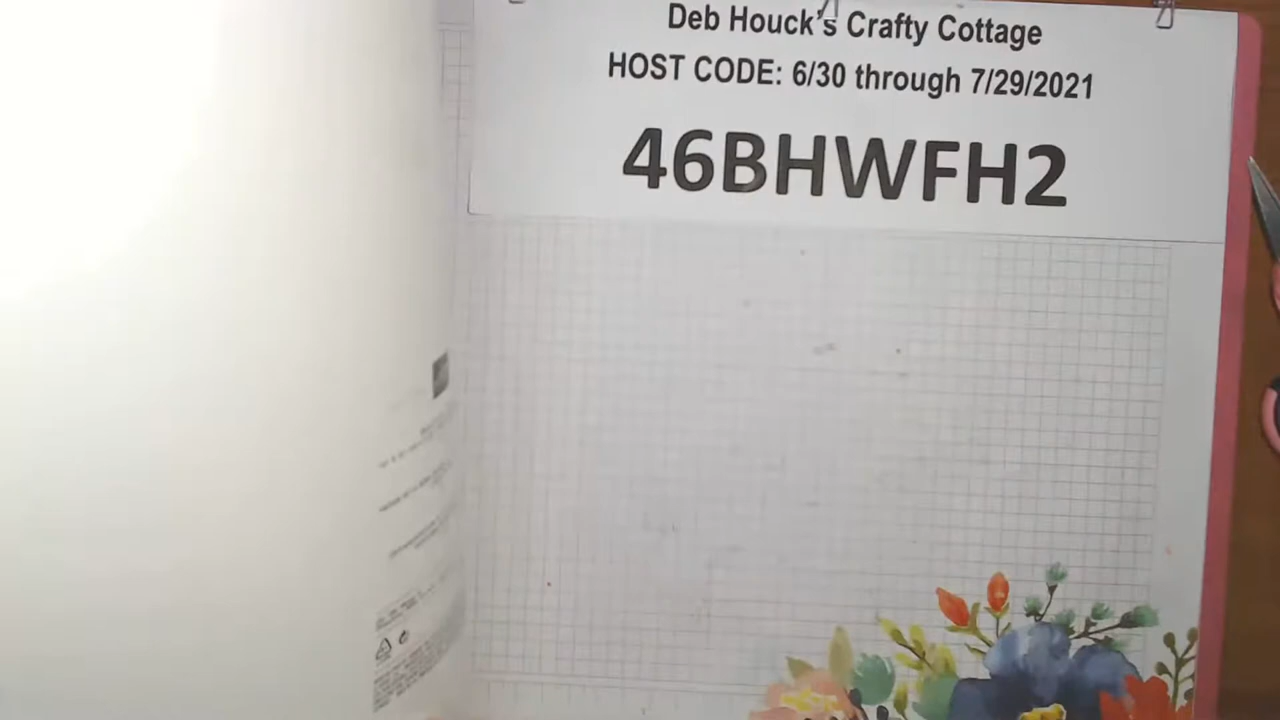 Deb Houck's Crafty Cottage
HOST CODE: 6/30 through 7/29/2021
46BHWFH2